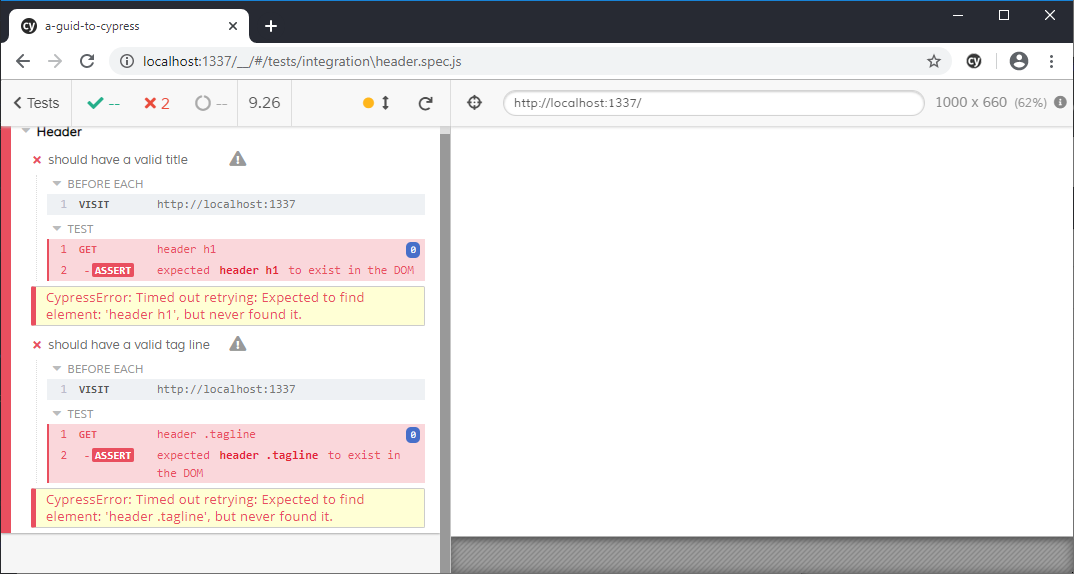 cy a-guid-to-cypress
localhost:1337/__/#/tests/integration\header.spec.js
cy
Tests -- 2 -- 9.26 http://localhost:1337/ 1000 x 660 (62%)
Header
should have a valid title
BEFORE EACH
1 VISIT http://localhost:1337
TEST
1 GET header h1 0
2 - ASSERT expected header h1 to exist in the DOM
CypressError: Timed out retrying: Expected to find
element: 'header h1', but never found it.
should have a valid tag line
BEFORE EACH
1 VISIT http://localhost:1337
TEST
1 GET header .tagline 0
2 - ASSERT expected header .tagline to exist in
the DOM
CypressError: Timed out retrying: Expected to find
element: 'header .tagline', but never found it.